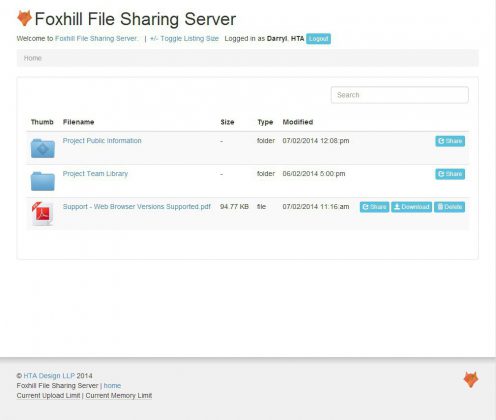 Foxhill File Sharing Server
Welcome to Foxhill File Sharing Server. | +/- Toggle Listing Size Logged in as Darryl, HTA Logout
Home
Search
Thumb Filename Size Type Modified
Project Public Information - folder 07/02/2014 12:08:pm Share
Project Team Library - folder 06/02/2014 5:00:pm Share
Support - Web Browser Versions Supported.pdf 94.77 KB file 07/02/2014 11:16:am Share Download Delete
© HTA Design LLP 2014
Foxhill File Sharing Server | home
Current Upload Limit | Current Memory Limit